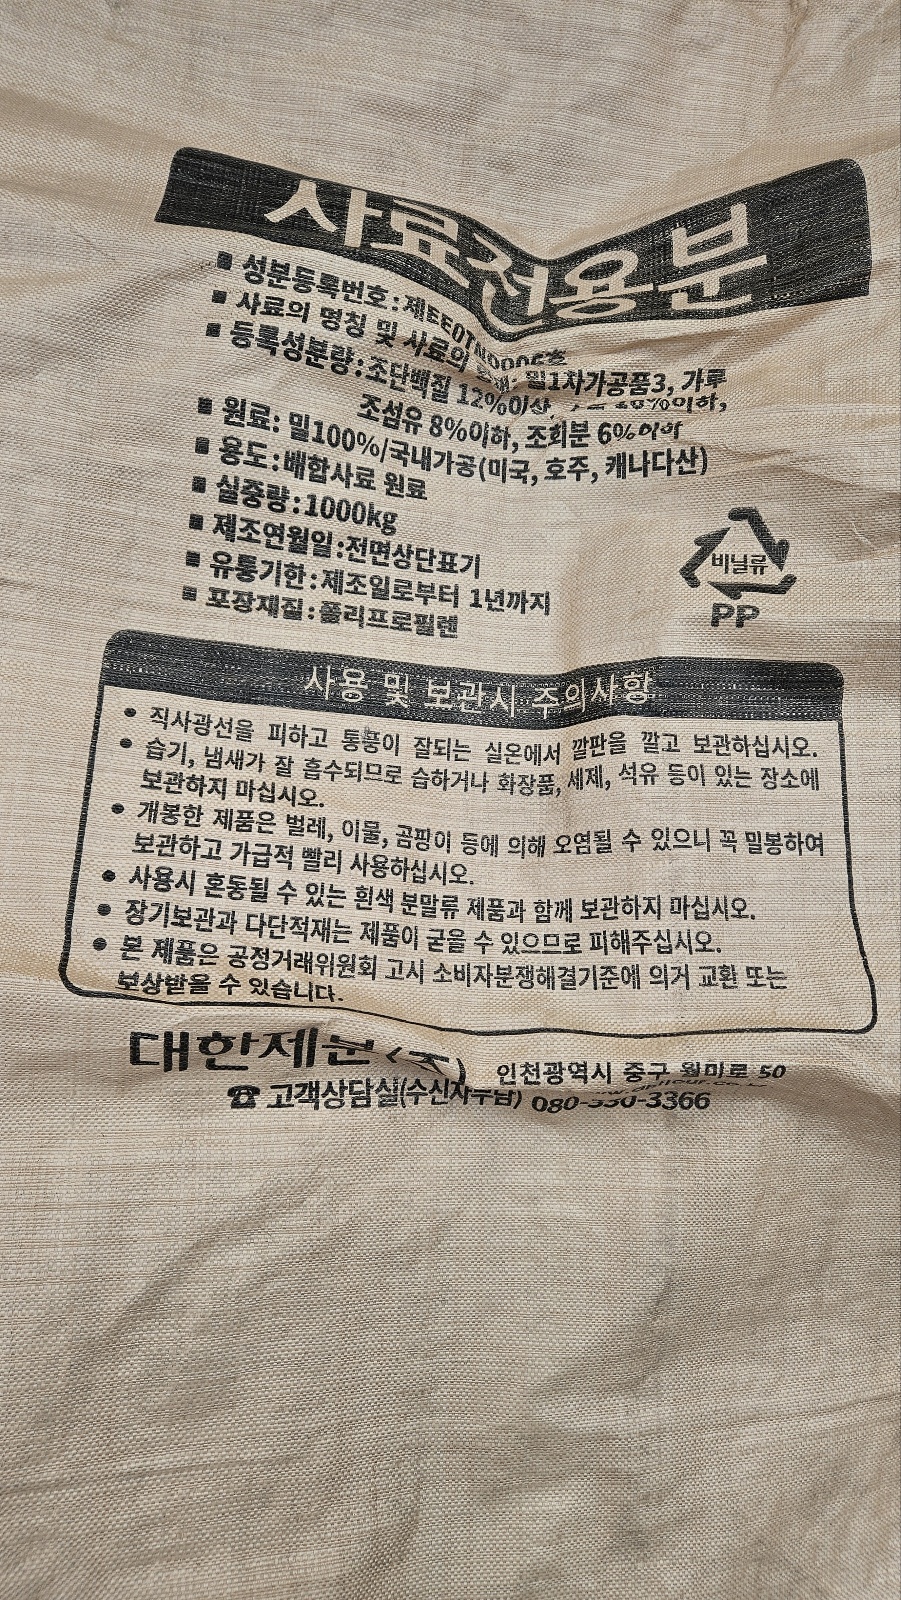 사료전용분
■ 성분등록번호:
■ 사료의 명칭 및 사료의 밀1차가공품3, 가루
■ 등록성분량:조단백질 12%이상,
조섬유 8%이하, 조회분 6%이하
■ 원료: 밀100%/국내가공(미국, 호주, 캐나다산)
■ 용도:배합사료 원료
■ 실중량:1000kg
■ 제조연월일:전면상단표기
■ 유통기한:제조일로부터 1년까지
■ 포장재질:폴리프로필렌
비닐류
PP
사용 및 보관시 주의사항
● 직사광선을 피하고 통풍이 잘되는 실온에서 깔판을 깔고 보관하십시오.
● 습기, 냄새가 잘 흡수되므로 습하거나 화장품, 세제, 석유 등이 있는 장소에
보관하지 마십시오.
● 개봉한 제품은 벌레, 이물, 곰팡이 등에 의해 오염될 수 있으니 꼭 밀봉하여
보관하고 가급적 빨리 사용하십시오.
● 사용시 혼동될 수 있는 흰색 분말류 제품과 함께 보관하지 마십시오.
● 장기보관과 다단적재는 제품이 굳을 수 있으므로 피해주십시오.
● 본 제품은 공정거래위원회 고시 소비자분쟁해결기준에 의거 교환 또는
보상받을 수 있습니다.
대한제분(주) 인천광역시 중구 월미로 50
☎ 고객상담실(수신자부담)